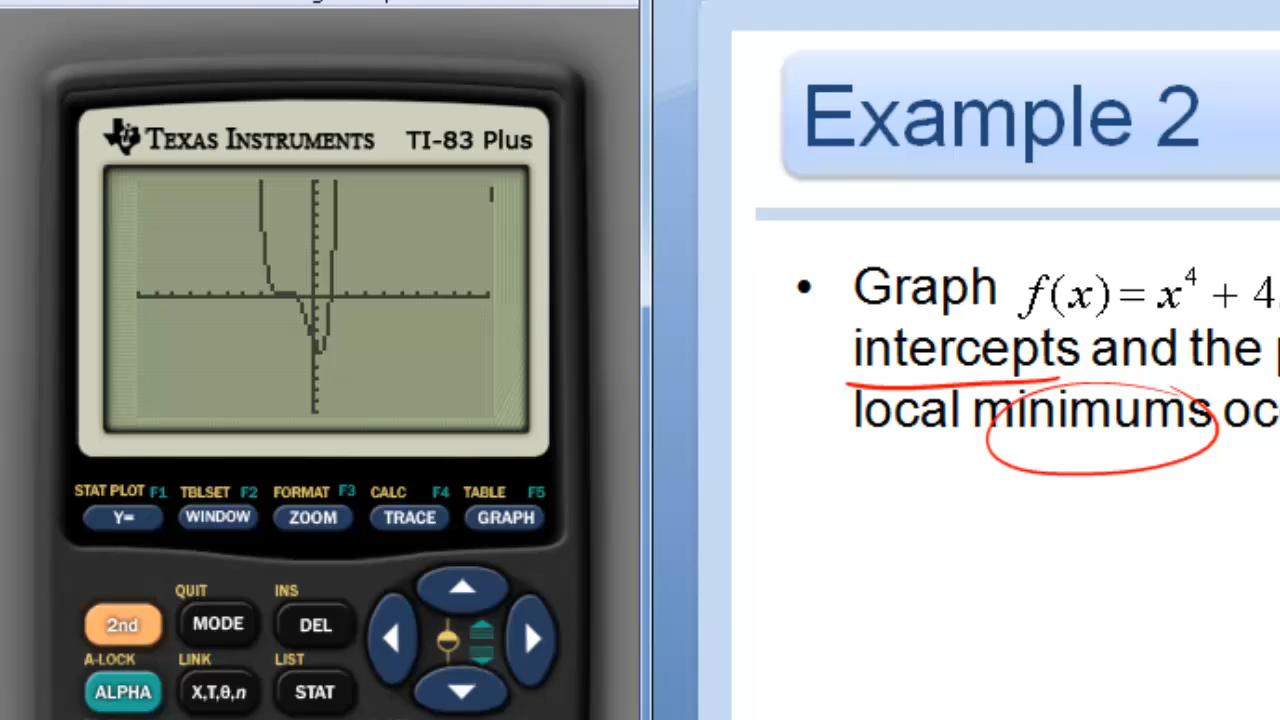 TEXAS INSTRUMENTS TI-83 Plus
STAT PLOT F1 TBLSET F2 FORMAT F3 CALC F4 TABLE F5
Y= WINDOW ZOOM TRACE GRAPH
QUIT INS
2nd MODE DEL
A-LOCK LINK LIST
ALPHA X,T,θ,n STAT
Example 2
• Graph f(x) = x⁴ + 4
intercepts and the
local minimums